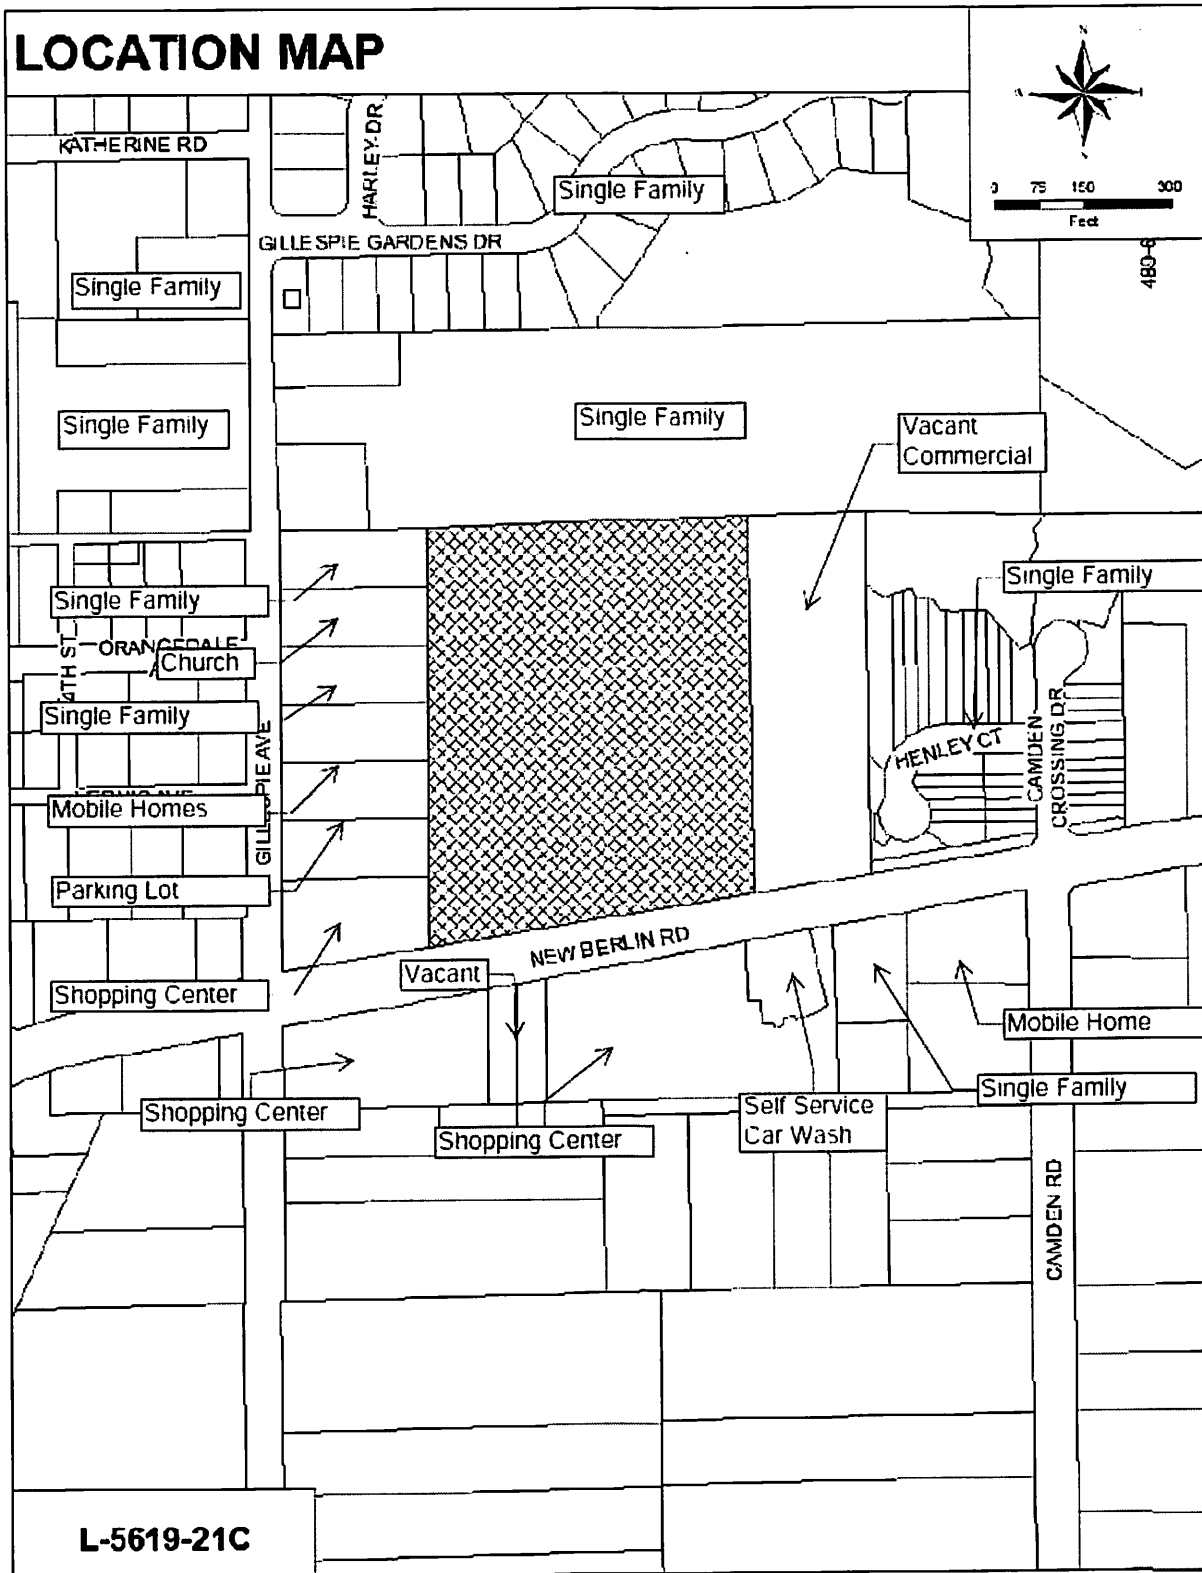 LOCATION MAP
N
0 75 150 300
Feet
KATHERINE RD
HARLEY DR
Single Family
GILLESPIE GARDENS DR
480-6
Single Family
Single Family
Single Family
Vacant
Commercial
Single Family
Single Family
4TH ST
ORANGEDALE
Church
Single Family
GILLESPIE AVE
HENLEY CT
CAMDEN
CROSSING DR
Mobile Homes
Parking Lot
NEW BERLIN RD
Vacant
Shopping Center
Mobile Home
Single Family
Shopping Center
Self Service
Car Wash
Shopping Center
CAMDEN RD
L-5619-21C